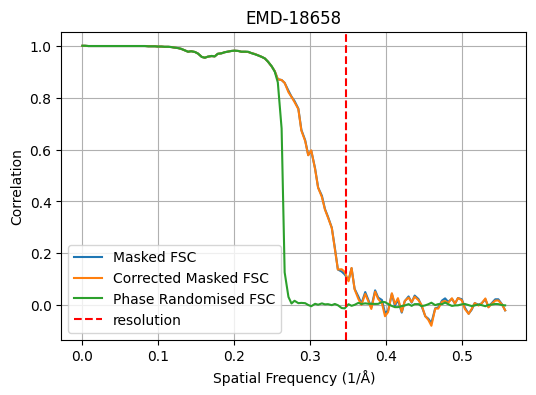 EMD-18658
Correlation
1.0
0.8
0.6
0.4
0.2
0.0
Masked FSC
Corrected Masked FSC
Phase Randomised FSC
resolution
0.0 0.1 0.2 0.3 0.4 0.5
Spatial Frequency (1/Å)